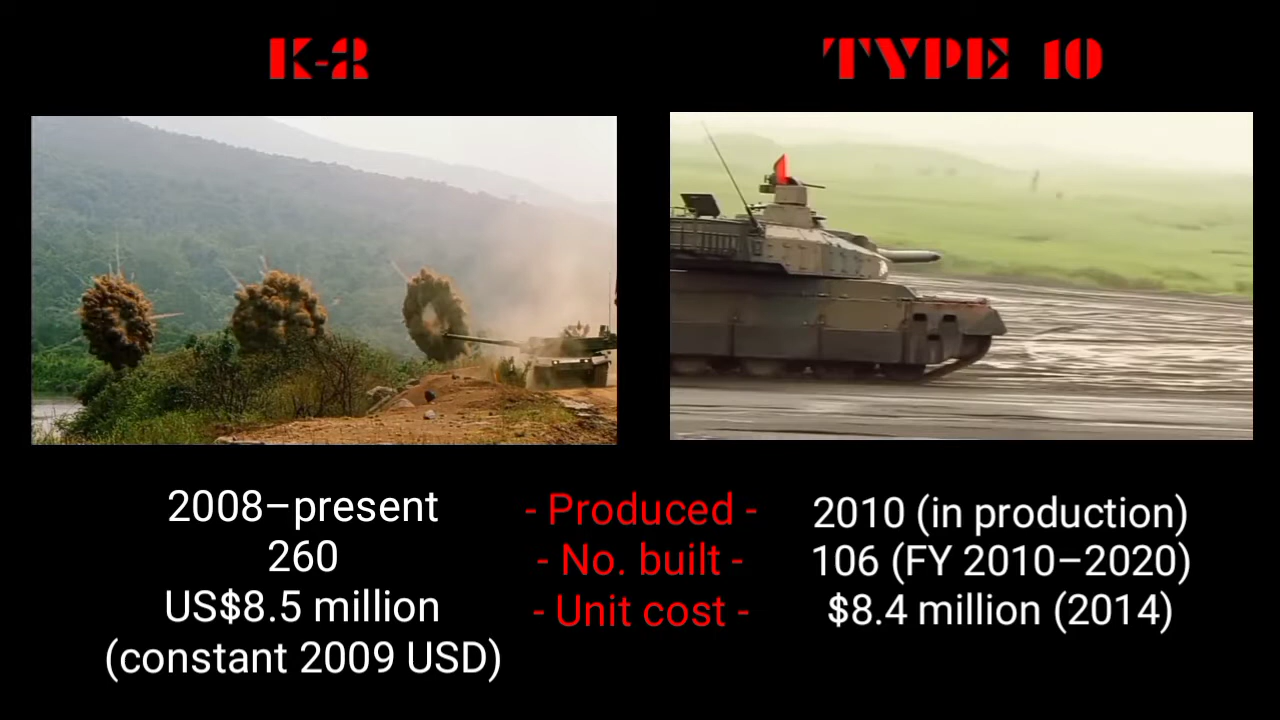 K-2
TYPE 10
2008–present
260
US$8.5 million
(constant 2009 USD)
- Produced -
- No. built -
- Unit cost -
2010 (in production)
106 (FY 2010–2020)
$8.4 million (2014)